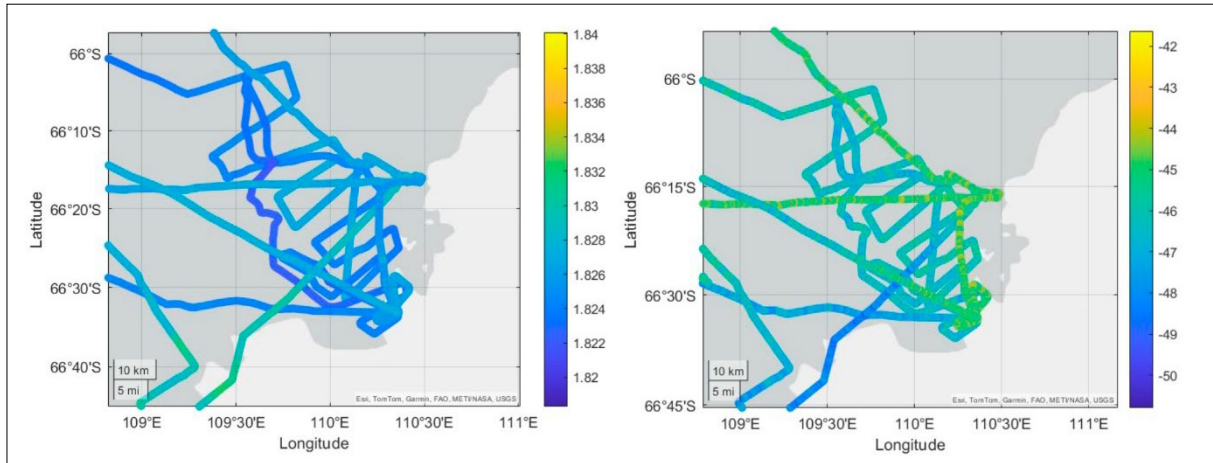 66°S
66°10'S
66°20'S
66°30'S
66°40'S
Latitude
10 km
5 mi
Esri, TomTom, Garmin, FAO, METI/NASA, USGS
109°E
109°30'E
110°E
110°30'E
111°E
Longitude
1.84
1.838
1.836
1.834
1.832
1.83
1.828
1.826
1.824
1.822
1.82
66°S
66°15'S
66°30'S
66°45'S
Latitude
10 km
5 mi
Esri, TomTom, Garmin, FAO, METI/NASA, USGS
109°E
109°30'E
110°E
110°30'E
111°E
Longitude
-42
-43
-44
-45
-46
-47
-48
-49
-50